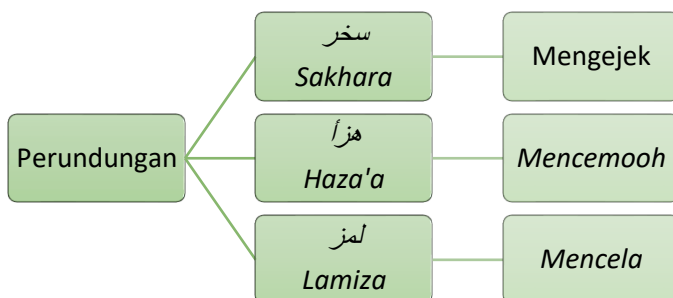 Perundungan
سخر
Sakhara
Mengejek
هزأ
Haza'a
Mencemooh
لمز
Lamiza
Mencela